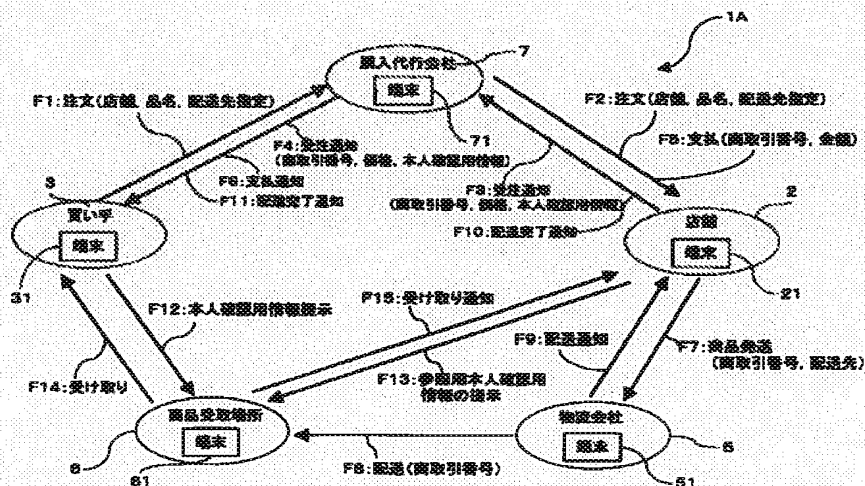 1A
7
購入代行会社
端末
71
F1:注文(店舗, 品名, 配送先指定)
F2:注文(店舗, 品名, 配送先指定)
F4:受注通知
(商取引番号, 価格, 本人確認用情報)
F5:支払(商取引番号, 金額)
F6:支払通知
F11:配送完了通知
F3:受注通知
(商取引番号, 価格, 本人確認用情報)
F10:配送完了通知
3
買い手
端末
31
2
店舗
端末
21
F12:本人確認用情報提示
F15:受け取り通知
F9:配送通知
F7:商品発送
(商取引番号, 配送先)
F14:受け取り
F13:参照用本人確認用
情報の提示
商品受取場所
端末
6
61
物流会社
端末
5
51
F8:配送(商取引番号)